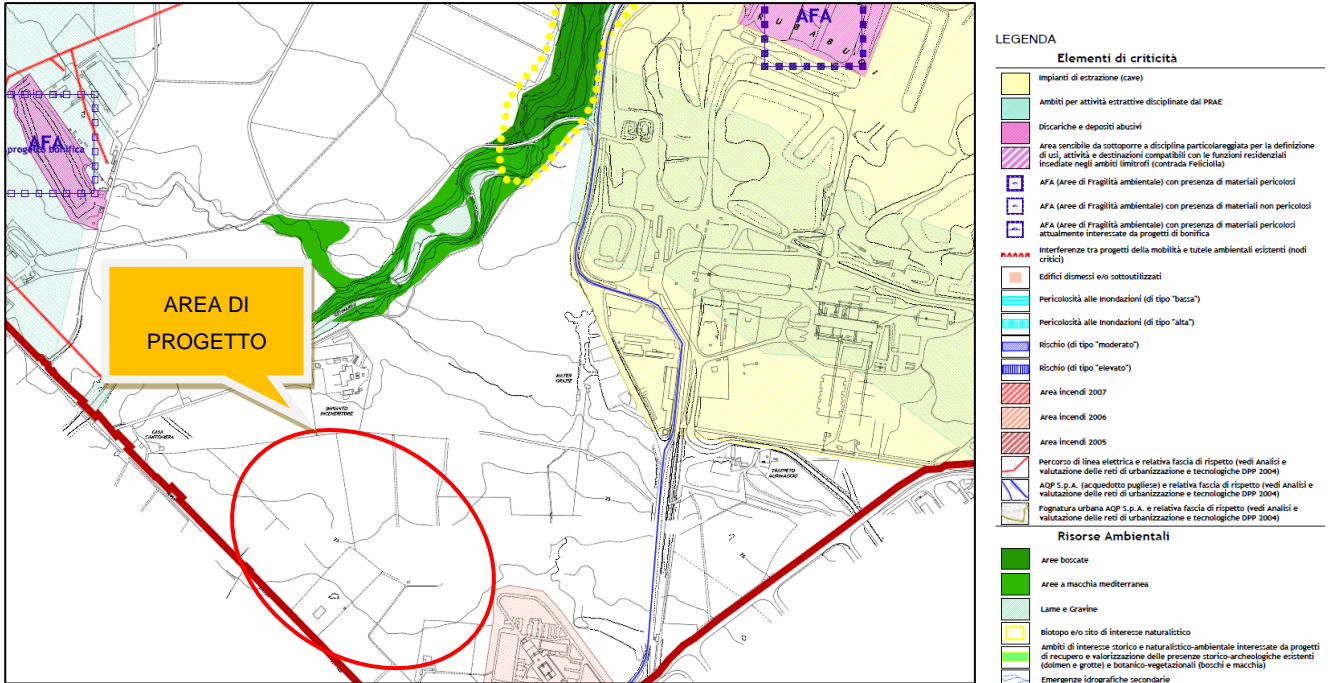 AFA
AFA
progetto bonifica
AREA DI
PROGETTO
IMPIANTO
INCENERITORE
CASA
CANTONIERA
MATER
GRATIE
TRAPPETO
25
LEGENDA
Elementi di criticità
Impianti di estrazione (cave)
Ambiti per attività estrattive disciplinate dal PRAE
Discariche e depositi abusivi
Area sensibile da sottoporre a disciplina particolareggiata per la definizione
di usi, attività e destinazioni compatibili con le funzioni residenziali
insediate negli ambiti limitrofi (contrada Feliciolla)
AFA (Aree di Fragilità ambientale) con presenza di materiali pericolosi
AFA (Aree di Fragilità ambientale) con presenza di materiali non pericolosi
AFA (Aree di Fragilità ambientale) con presenza di materiali pericolosi
attualmente interessate da progetti di bonifica
Interferenze tra progetti della mobilità e tutele ambientali esistenti (nodi
critici)
Edifici dismessi e/o sottoutilizzati
Pericolosità alle Inondazioni (di tipo "bassa")
Pericolosità alle Inondazioni (di tipo "alta")
Rischio (di tipo "moderato")
Rischio (di tipo "elevato")
Area incendi 2007
Area incendi 2006
Area incendi 2005
Percorso di linea elettrica e relativa fascia di rispetto (vedi Analisi e
valutazione delle reti di urbanizzazione e tecnologiche DPP 2004)
AQP S.p.A. (acquedotto pugliese) e relativa fascia di rispetto (vedi Analisi e
valutazione delle reti di urbanizzazione e tecnologiche DPP 2004)
Fognatura urbana AQP S.p.A. e relativa fascia di rispetto (vedi Analisi e
valutazione delle reti di urbanizzazione e tecnologiche DPP 2004)
Risorse Ambientali
Aree boscate
Aree a macchia mediterranea
Lame e Gravine
Biotopo e/o sito di interesse naturalistico
Ambiti di interesse storico e naturalistico-ambientale interessate da progetti
di recupero e valorizzazione delle presenze storico-archeologiche esistenti
(dolmen e grotte) e botanico-vegetazionali (boschi e macchia)
Emergenze idrografiche secondarie